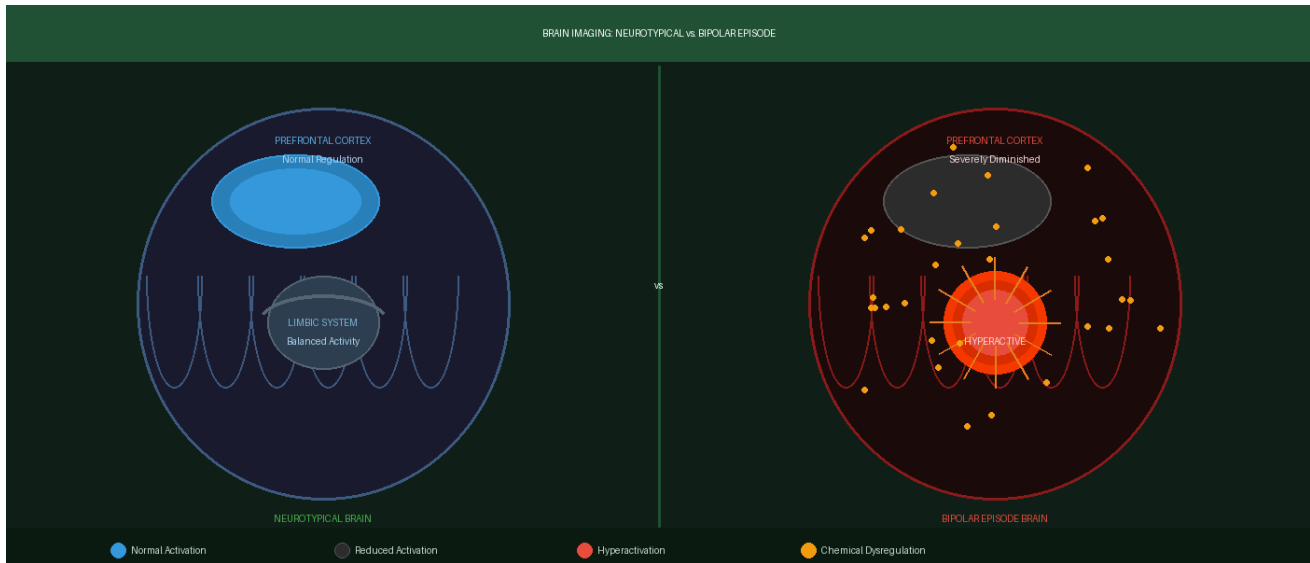 BRAIN IMAGING: NEUROTYPICAL vs. BIPOLAR EPISODE
PREFRONTAL CORTEX
Normal Regulation
LIMBIC SYSTEM
Balanced Activity
NEUROTYPICAL BRAIN
vs
PREFRONTAL CORTEX
Severely Diminished
HYPERACTIVE
BIPOLAR EPISODE BRAIN
Normal Activation
Reduced Activation
Hyperactivation
Chemical Dysregulation